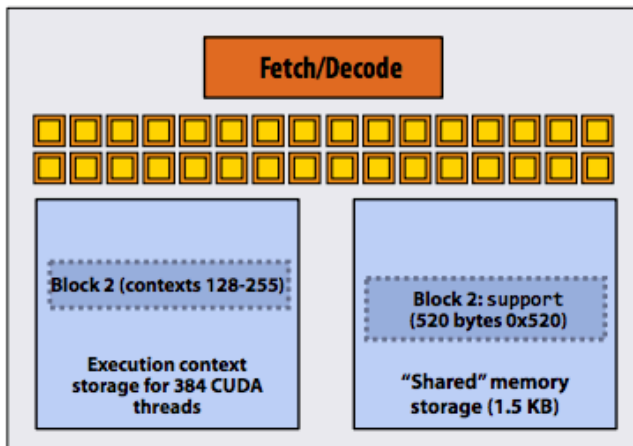 Fetch/Decode
Block 2 (contexts 128-255)
Execution context
storage for 384 CUDA
threads
Block 2: support
(520 bytes 0x520)
“Shared” memory
storage (1.5 KB)